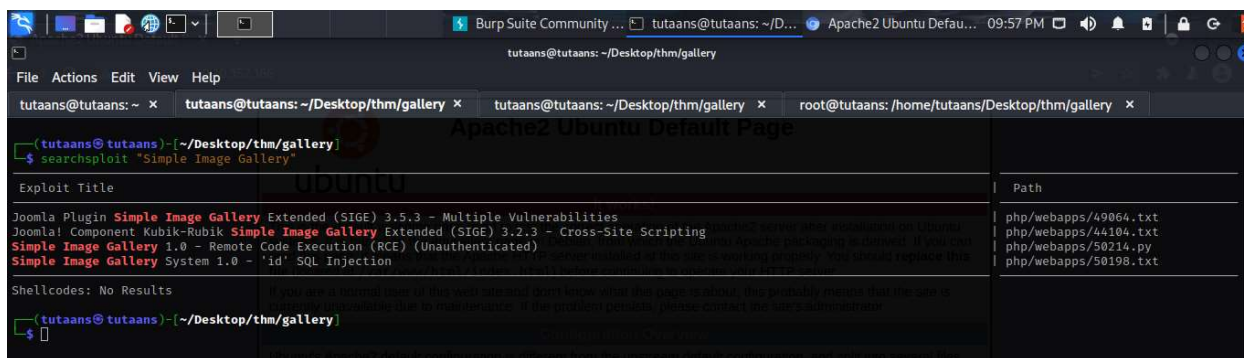 Burp Suite Community ... tutaans@tutaans: ~/D... Apache2 Ubuntu Defau... 09:57 PM
tutaans@tutaans: ~/Desktop/thm/gallery
File Actions Edit View Help
tutaans@tutaans: ~ × tutaans@tutaans: ~/Desktop/thm/gallery × tutaans@tutaans: ~/Desktop/thm/gallery × root@tutaans: /home/tutaans/Desktop/thm/gallery ×
Apache2 Ubuntu Default Page
ubuntu
┌──(tutaans㉿tutaans)-[~/Desktop/thm/gallery]
└─$ searchsploit "Simple Image Gallery"
Exploit Title | Path
Joomla Plugin Simple Image Gallery Extended (SIGE) 3.5.3 - Multiple Vulnerabilities | php/webapps/49064.txt
Joomla! Component Kubik-Rubik Simple Image Gallery Extended (SIGE) 3.2.3 - Cross-Site Scripting | php/webapps/44104.txt
Simple Image Gallery 1.0 - Remote Code Execution (RCE) (Unauthenticated) | php/webapps/50214.py
Simple Image Gallery System 1.0 - 'id' SQL Injection | php/webapps/50198.txt
Shellcodes: No Results
┌──(tutaans㉿tutaans)-[~/Desktop/thm/gallery]
└─$